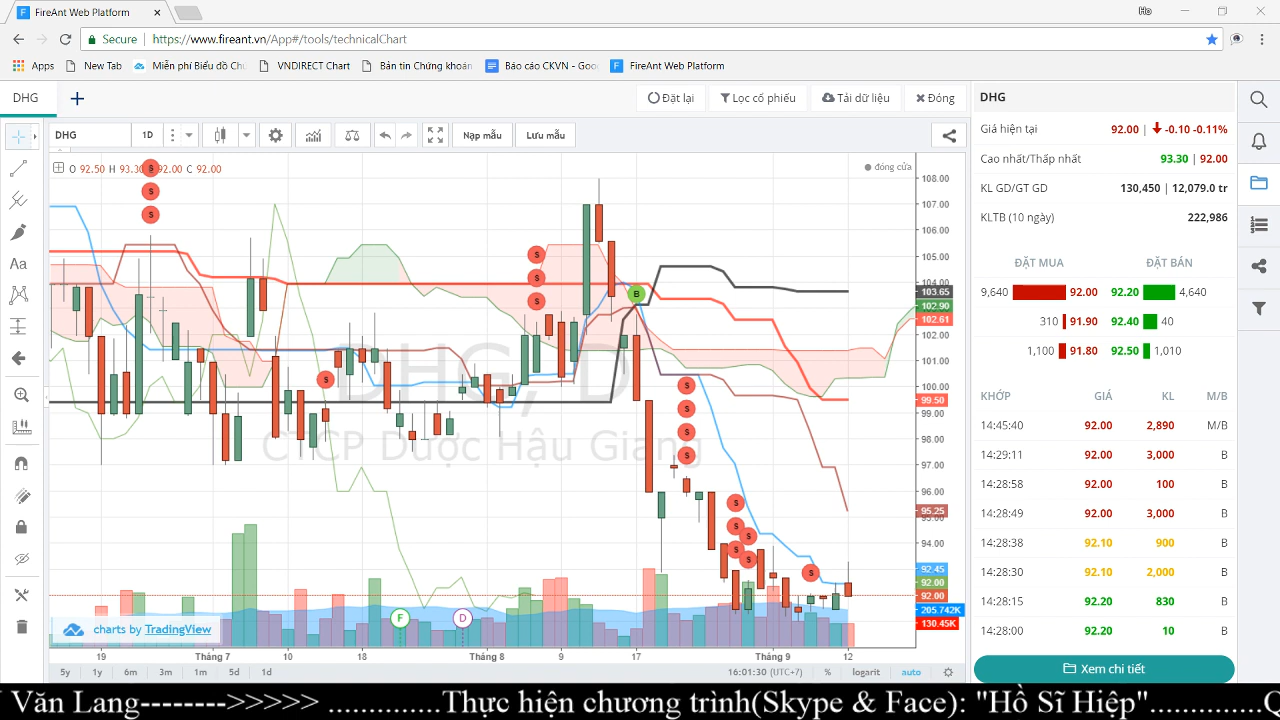 FireAnt Web Platform
Secure https://www.fireant.vn/App#/tools/technicalChart
Apps New Tab Miễn phí Biểu đồ Chu VNDIRECT Chart Bản tin Chứng khoán Báo cáo CKVN - Goo FireAnt Web Platform
DHG
Đặt lại Lọc cổ phiếu Tải dữ liệu Đóng
DHG 1D Nạp mẫu Lưu mẫu
O 92.50 H 93.30 92.00 C 92.00
đóng cửa
S
S
S
S
S
S
S
B
S
S
S
S
S
S
S
S
S
S
F
D
DHG, D
CTCP Dược Hậu Giang
Aa
108.00
107.00
106.00
105.00
104.00
103.65
102.90
102.61
102.00
101.00
100.00
99.50
99.00
98.00
97.00
96.00
95.25
95.00
94.00
92.45
92.00
92.00
205.742K
130.45K
charts by TradingView
19 Tháng 7 10 18 Tháng 8 9 17 Tháng 9 12
5y 1y 6m 3m 1m 5d 1d 16:01:30 (UTC+7) % logarit auto
DHG
Giá hiện tại 92.00 | -0.10 -0.11%
Cao nhất/Thấp nhất 93.30 | 92.00
KL GD/GT GD 130,450 | 12,079.0 tr
KLTB (10 ngày) 222,986
ĐẶT MUA ĐẶT BÁN
9,640 92.00 92.20 4,640
310 91.90 92.40 40
1,100 91.80 92.50 1,010
KHỚP GIÁ KL M/B
14:45:40 92.00 2,890 M/B
14:29:11 92.00 3,000 B
14:28:58 92.00 100 B
14:28:49 92.00 3,000 B
14:28:38 92.10 900 B
14:28:30 92.10 2,000 B
14:28:15 92.20 830 B
14:28:00 92.20 10 B
Xem chi tiết
Văn Lang-------->>>>> ..............Thực hiện chương trình(Skype & Face): "Hồ Sĩ Hiệp"..............Q